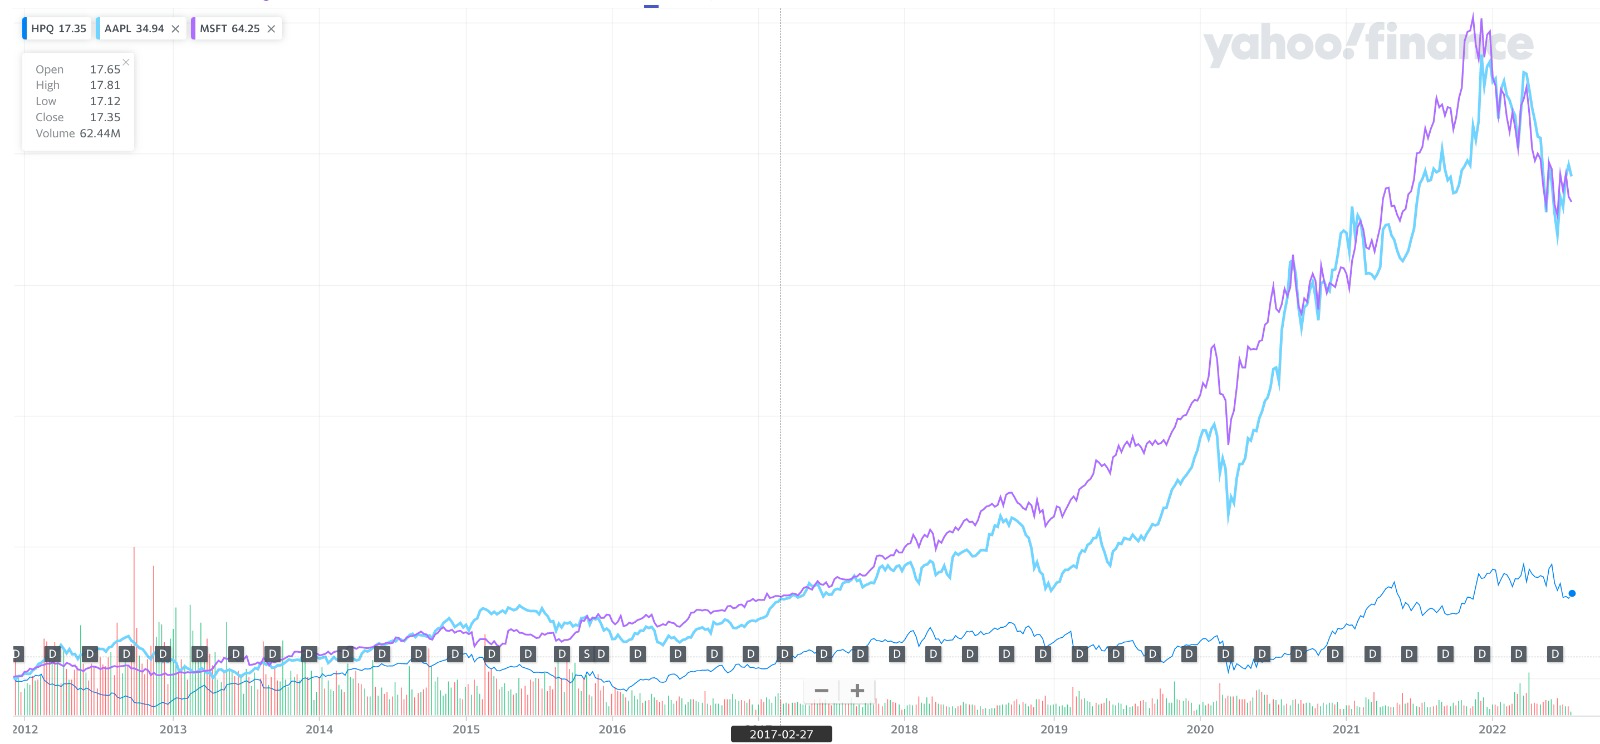 HPQ 17.35 AAPL 34.94 × MSFT 64.25 ×
yahoo!finance
Open 17.65 ×
High 17.81
Low 17.12
Close 17.35
Volume 62.44M
D D D D D D D D D D D D D D D D S D D D D D D D D D D D D D D D D D D D D D D D D D D D D
− +
2012 2013 2014 2015 2016 2017-02-27 2018 2019 2020 2021 2022